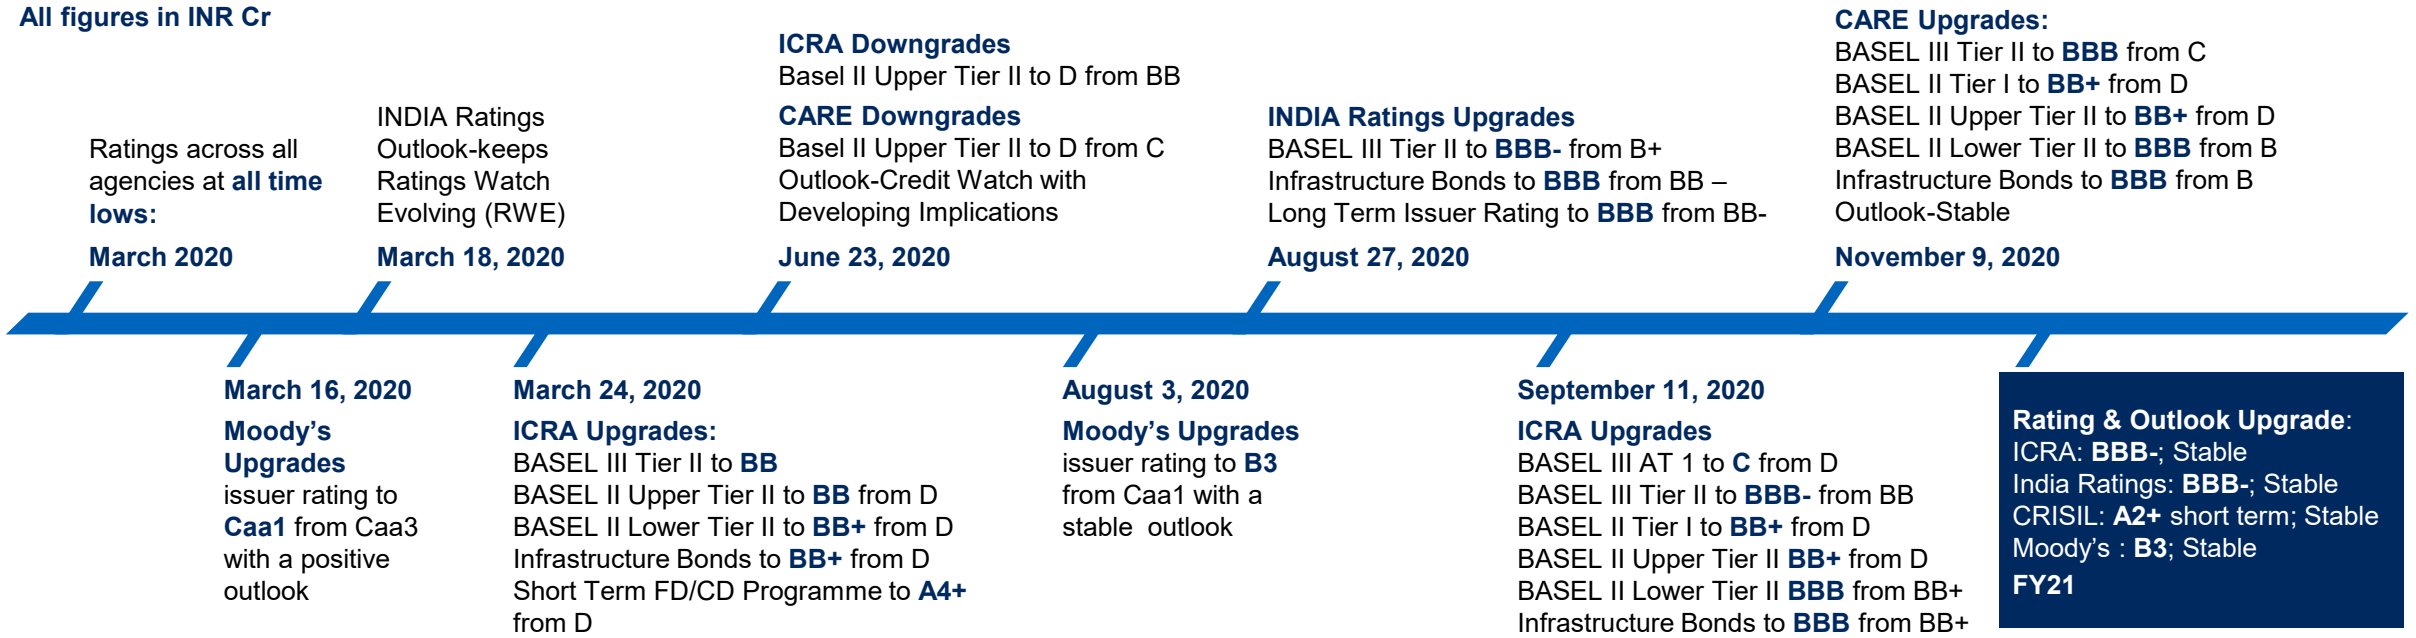 All figures in INR Cr
Ratings across all
agencies at all time
lows:
March 2020
INDIA Ratings
Outlook-keeps
Ratings Watch
Evolving (RWE)
March 18, 2020
ICRA Downgrades
Basel II Upper Tier II to D from BB
CARE Downgrades
Basel II Upper Tier II to D from C
Outlook-Credit Watch with
Developing Implications
June 23, 2020
INDIA Ratings Upgrades
BASEL III Tier II to BBB- from B+
Infrastructure Bonds to BBB from BB –
Long Term Issuer Rating to BBB from BB-
August 27, 2020
CARE Upgrades:
BASEL III Tier II to BBB from C
BASEL II Tier I to BB+ from D
BASEL II Upper Tier II to BB+ from D
BASEL II Lower Tier II to BBB from B
Infrastructure Bonds to BBB from B
Outlook-Stable
November 9, 2020
March 16, 2020
Moody’s
Upgrades
issuer rating to
Caa1 from Caa3
with a positive
outlook
March 24, 2020
ICRA Upgrades:
BASEL III Tier II to BB
BASEL II Upper Tier II to BB from D
BASEL II Lower Tier II to BB+ from D
Infrastructure Bonds to BB+ from D
Short Term FD/CD Programme to A4+
from D
August 3, 2020
Moody’s Upgrades
issuer rating to B3
from Caa1 with a
stable outlook
September 11, 2020
ICRA Upgrades
BASEL III AT 1 to C from D
BASEL III Tier II to BBB- from BB
BASEL II Tier I to BB+ from D
BASEL II Upper Tier II BB+ from D
BASEL II Lower Tier II BBB from BB+
Infrastructure Bonds to BBB from BB+
Rating & Outlook Upgrade:
ICRA: BBB-; Stable
India Ratings: BBB-; Stable
CRISIL: A2+ short term; Stable
Moody’s : B3; Stable
FY21